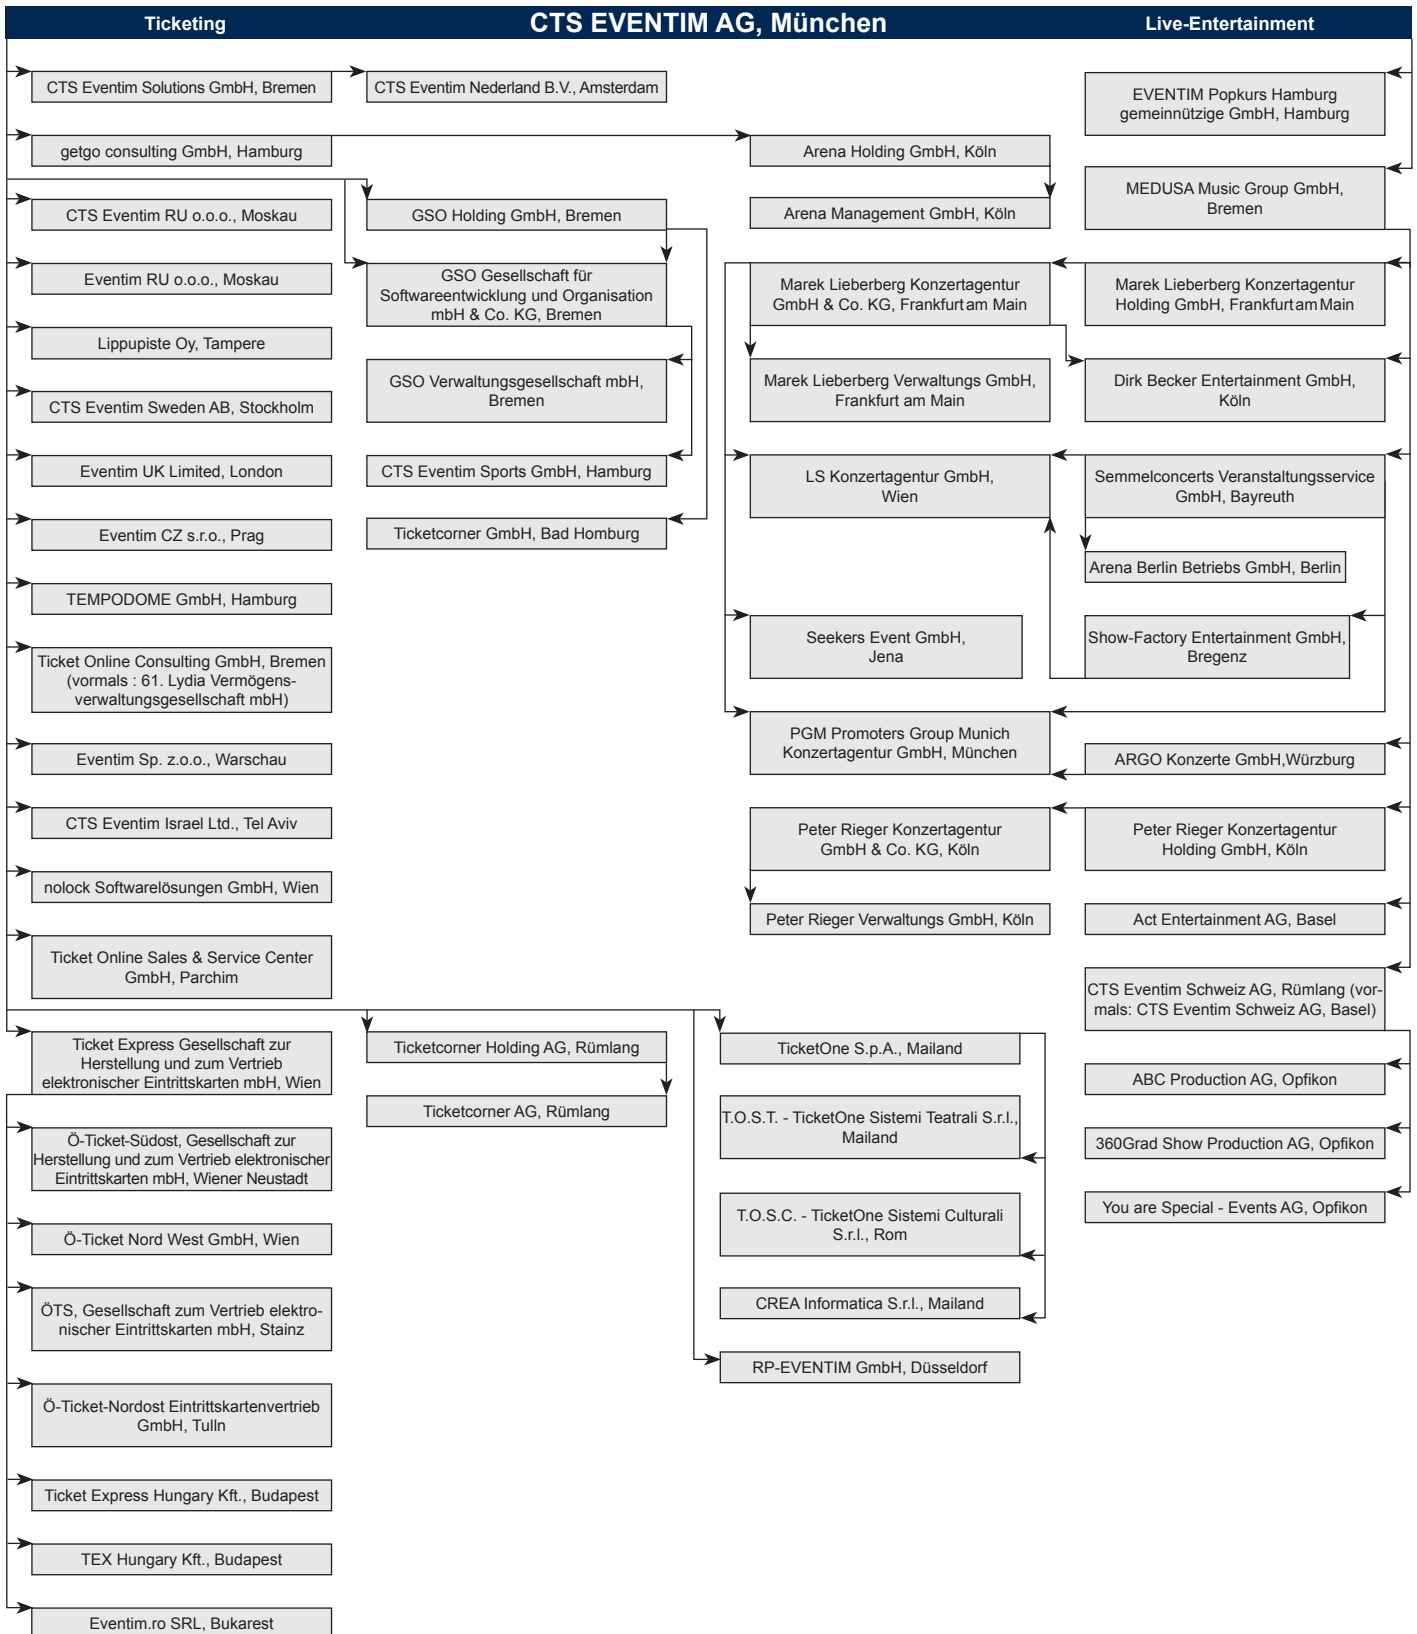 Ticketing
CTS EVENTIM AG, München
Live-Entertainment
CTS Eventim Solutions GmbH, Bremen
getgo consulting GmbH, Hamburg
CTS Eventim RU o.o.o., Moskau
Eventim RU o.o.o., Moskau
Lippupiste Oy, Tampere
CTS Eventim Sweden AB, Stockholm
Eventim UK Limited, London
Eventim CZ s.r.o., Prag
TEMPODOME GmbH, Hamburg
Ticket Online Consulting GmbH, Bremen
(vormals : 61. Lydia Vermögens-
verwaltungsgesellschaft mbH)
Eventim Sp. z.o.o., Warschau
CTS Eventim Israel Ltd., Tel Aviv
nolock Softwarelösungen GmbH, Wien
Ticket Online Sales & Service Center
GmbH, Parchim
Ticket Express Gesellschaft zur
Herstellung und zum Vertrieb
elektronischer Eintrittskarten mbH, Wien
Ö-Ticket-Südost, Gesellschaft zur
Herstellung und zum Vertrieb elektronischer
Eintrittskarten mbH, Wiener Neustadt
Ö-Ticket Nord West GmbH, Wien
ÖTS, Gesellschaft zum Vertrieb elektro-
nischer Eintrittskarten mbH, Stainz
Ö-Ticket-Nordost Eintrittskartenvertrieb
GmbH, Tulln
Ticket Express Hungary Kft., Budapest
TEX Hungary Kft., Budapest
Eventim.ro SRL, Bukarest
CTS Eventim Nederland B.V., Amsterdam
GSO Holding GmbH, Bremen
GSO Gesellschaft für
Softwareentwicklung und Organisation
mbH & Co. KG, Bremen
GSO Verwaltungsgesellschaft mbH,
Bremen
CTS Eventim Sports GmbH, Hamburg
Ticketcorner GmbH, Bad Homburg
Ticketcorner Holding AG, Rümlang
Ticketcorner AG, Rümlang
Arena Holding GmbH, Köln
Arena Management GmbH, Köln
Marek Lieberberg Konzertagentur
GmbH & Co. KG, Frankfurt am Main
Marek Lieberberg Verwaltungs GmbH,
Frankfurt am Main
LS Konzertagentur GmbH,
Wien
Seekers Event GmbH,
Jena
PGM Promoters Group Munich
Konzertagentur GmbH, München
Peter Rieger Konzertagentur
GmbH & Co. KG, Köln
Peter Rieger Verwaltungs GmbH, Köln
TicketOne S.p.A., Mailand
T.O.S.T. - TicketOne Sistemi Teatrali S.r.l.,
Mailand
T.O.S.C. - TicketOne Sistemi Culturali
S.r.l., Rom
CREA Informatica S.r.l., Mailand
RP-EVENTIM GmbH, Düsseldorf
EVENTIM Popkurs Hamburg
gemeinnützige GmbH, Hamburg
MEDUSA Music Group GmbH,
Bremen
Marek Lieberberg Konzertagentur
Holding GmbH, Frankfurt am Main
Dirk Becker Entertainment GmbH,
Köln
Semmelconcerts Veranstaltungsservice
GmbH, Bayreuth
Arena Berlin Betriebs GmbH, Berlin
Show-Factory Entertainment GmbH,
Bregenz
ARGO Konzerte GmbH,Würzburg
Peter Rieger Konzertagentur
Holding GmbH, Köln
Act Entertainment AG, Basel
CTS Eventim Schweiz AG, Rümlang (vor-
mals: CTS Eventim Schweiz AG, Basel)
ABC Production AG, Opfikon
360Grad Show Production AG, Opfikon
You are Special - Events AG, Opfikon